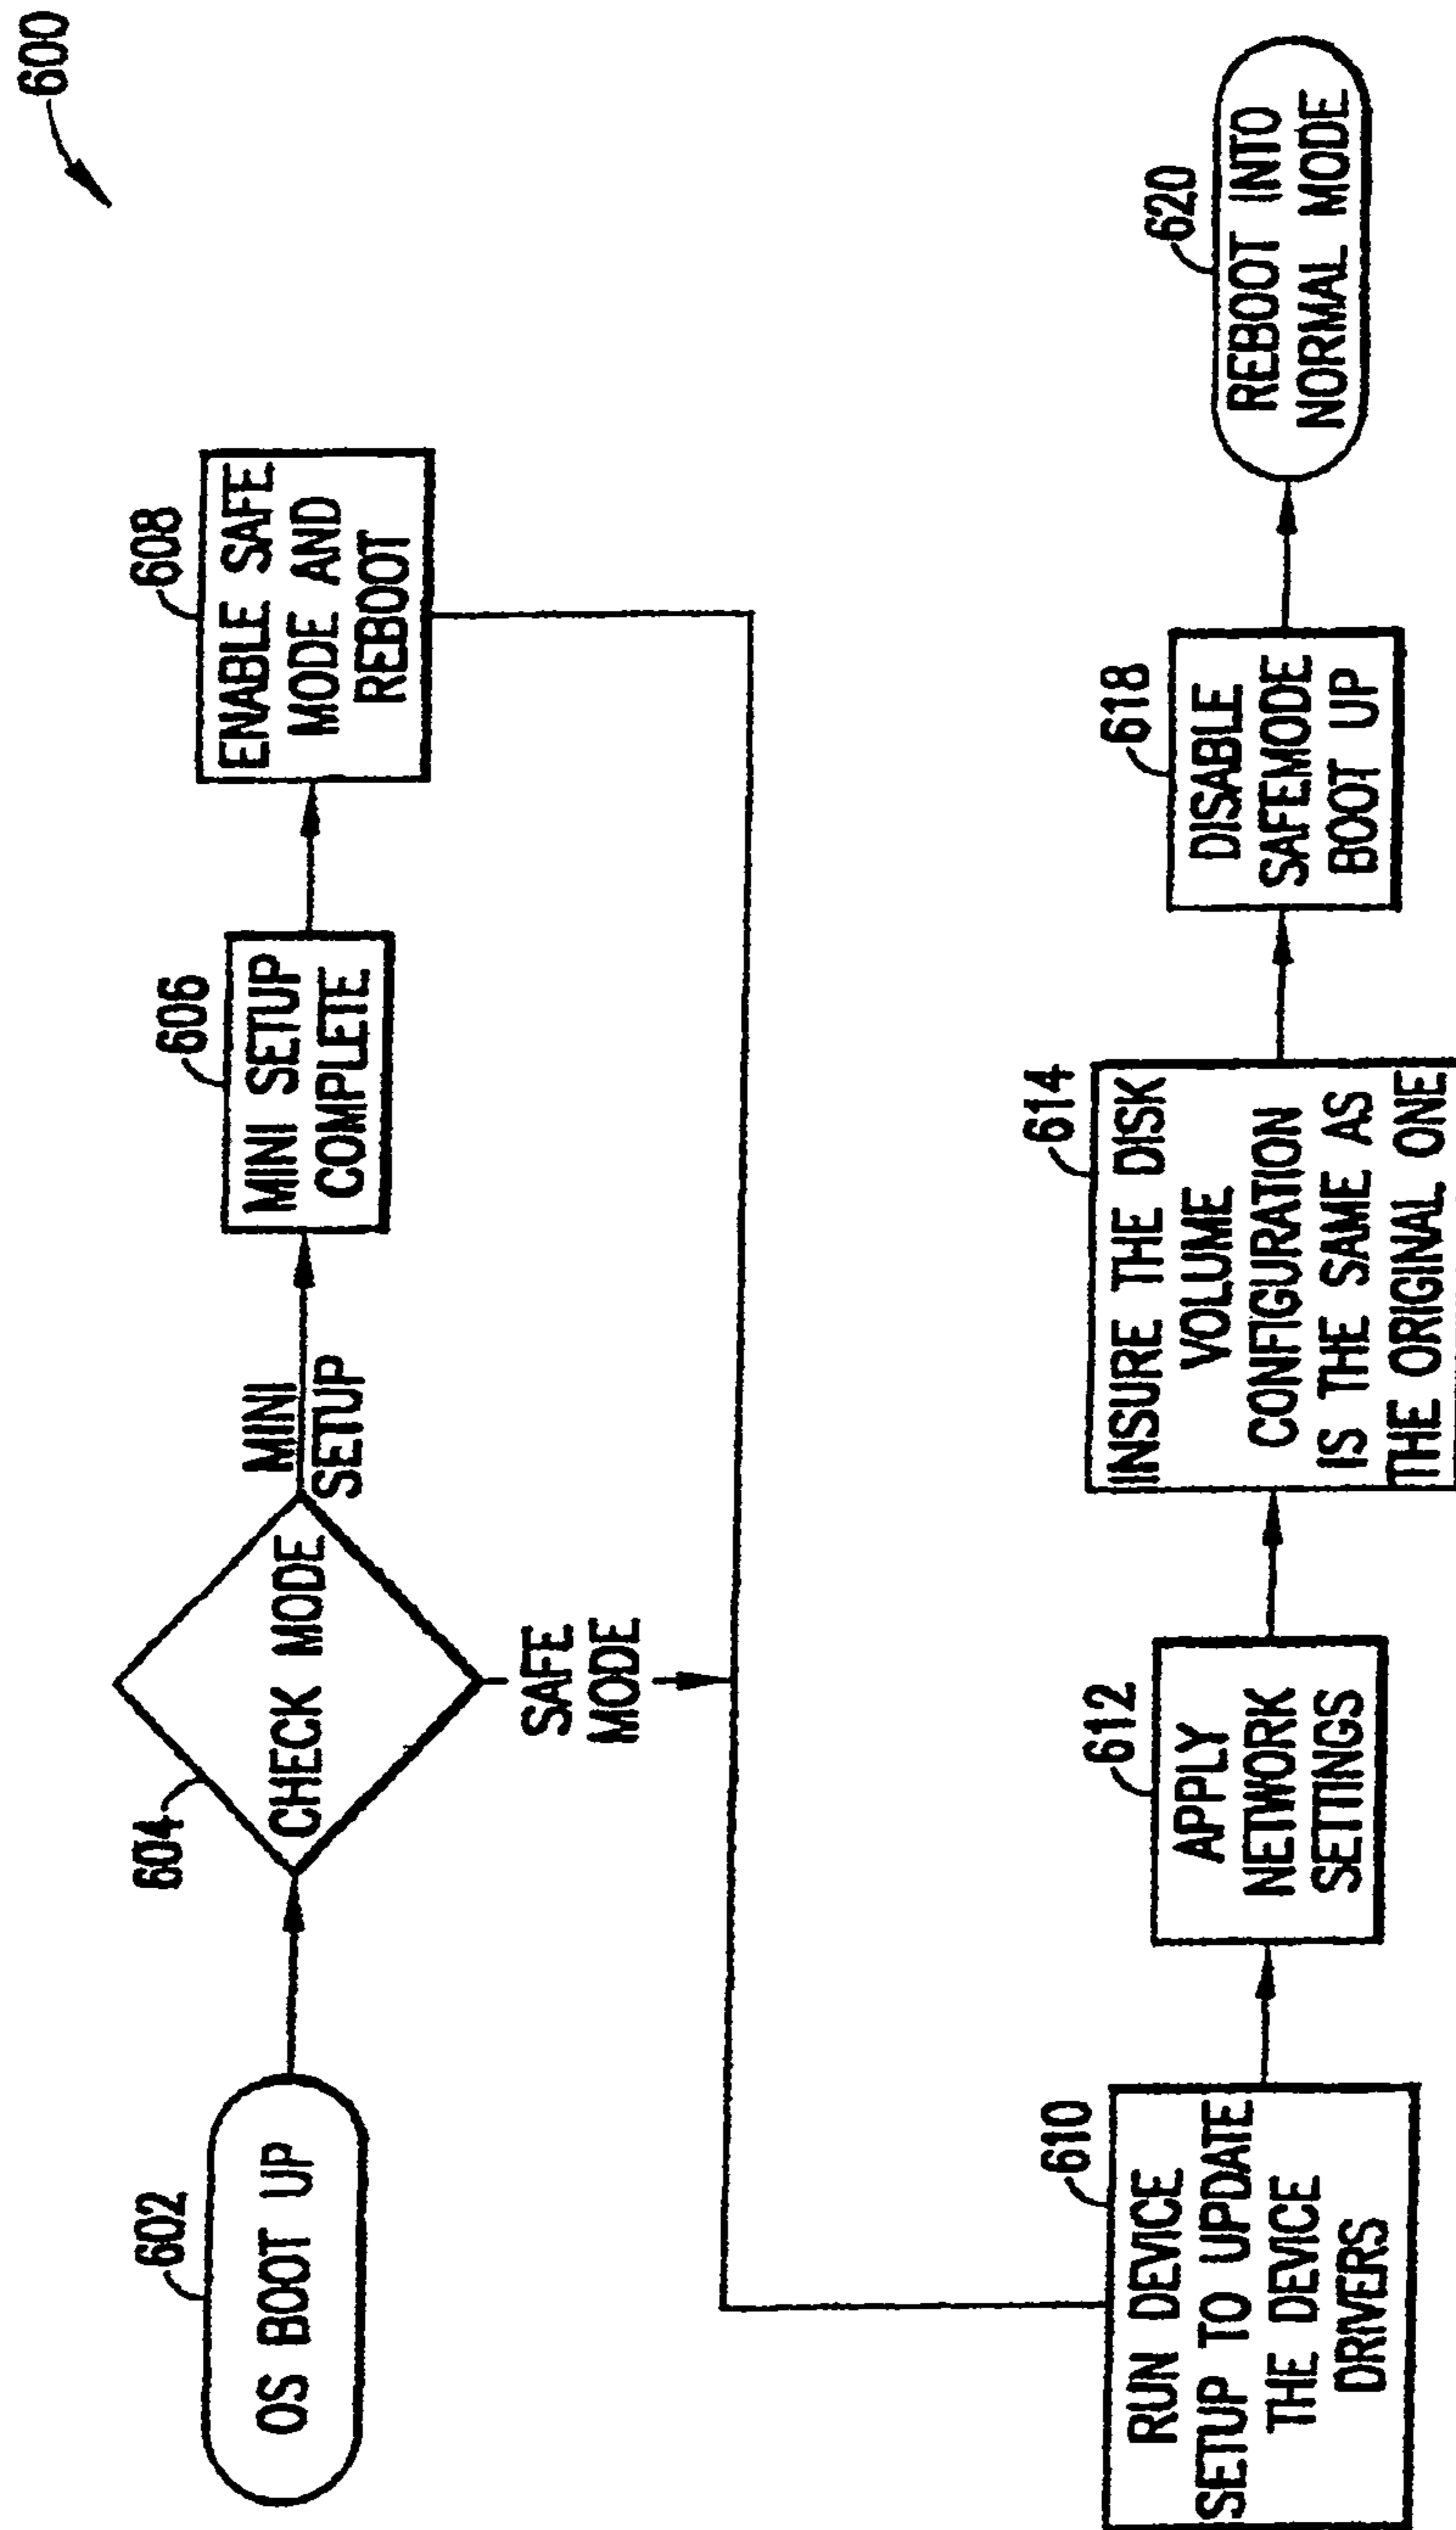 600
602
OS BOOT UP
604
CHECK MODE
MINI
SETUP
SAFE
MODE
606
MINI SETUP
COMPLETE
608
ENABLE SAFE
MODE AND
REBOOT
610
RUN DEVICE
SETUP TO UPDATE
THE DEVICE
DRIVERS
612
APPLY
NETWORK
SETTINGS
614
INSURE THE DISK
VOLUME
CONFIGURATION
IS THE SAME AS
THE ORIGINAL ONE
618
DISABLE
SAFEMODE
BOOT UP
620
REBOOT INTO
NORMAL MODE